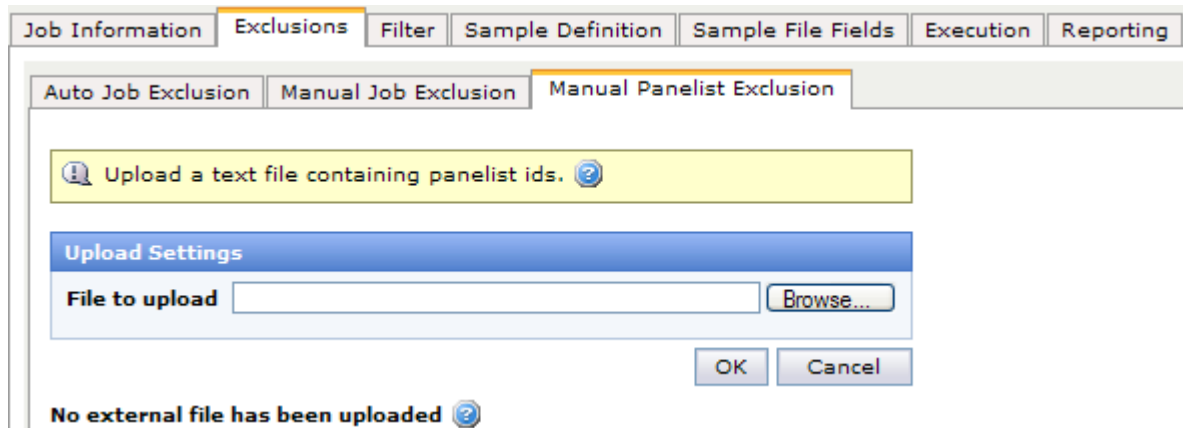 Job Information Exclusions Filter Sample Definition Sample File Fields Execution Reporting
Auto Job Exclusion Manual Job Exclusion Manual Panelist Exclusion
Upload a text file containing panelist ids.
Upload Settings
File to upload Browse...
OK Cancel
No external file has been uploaded